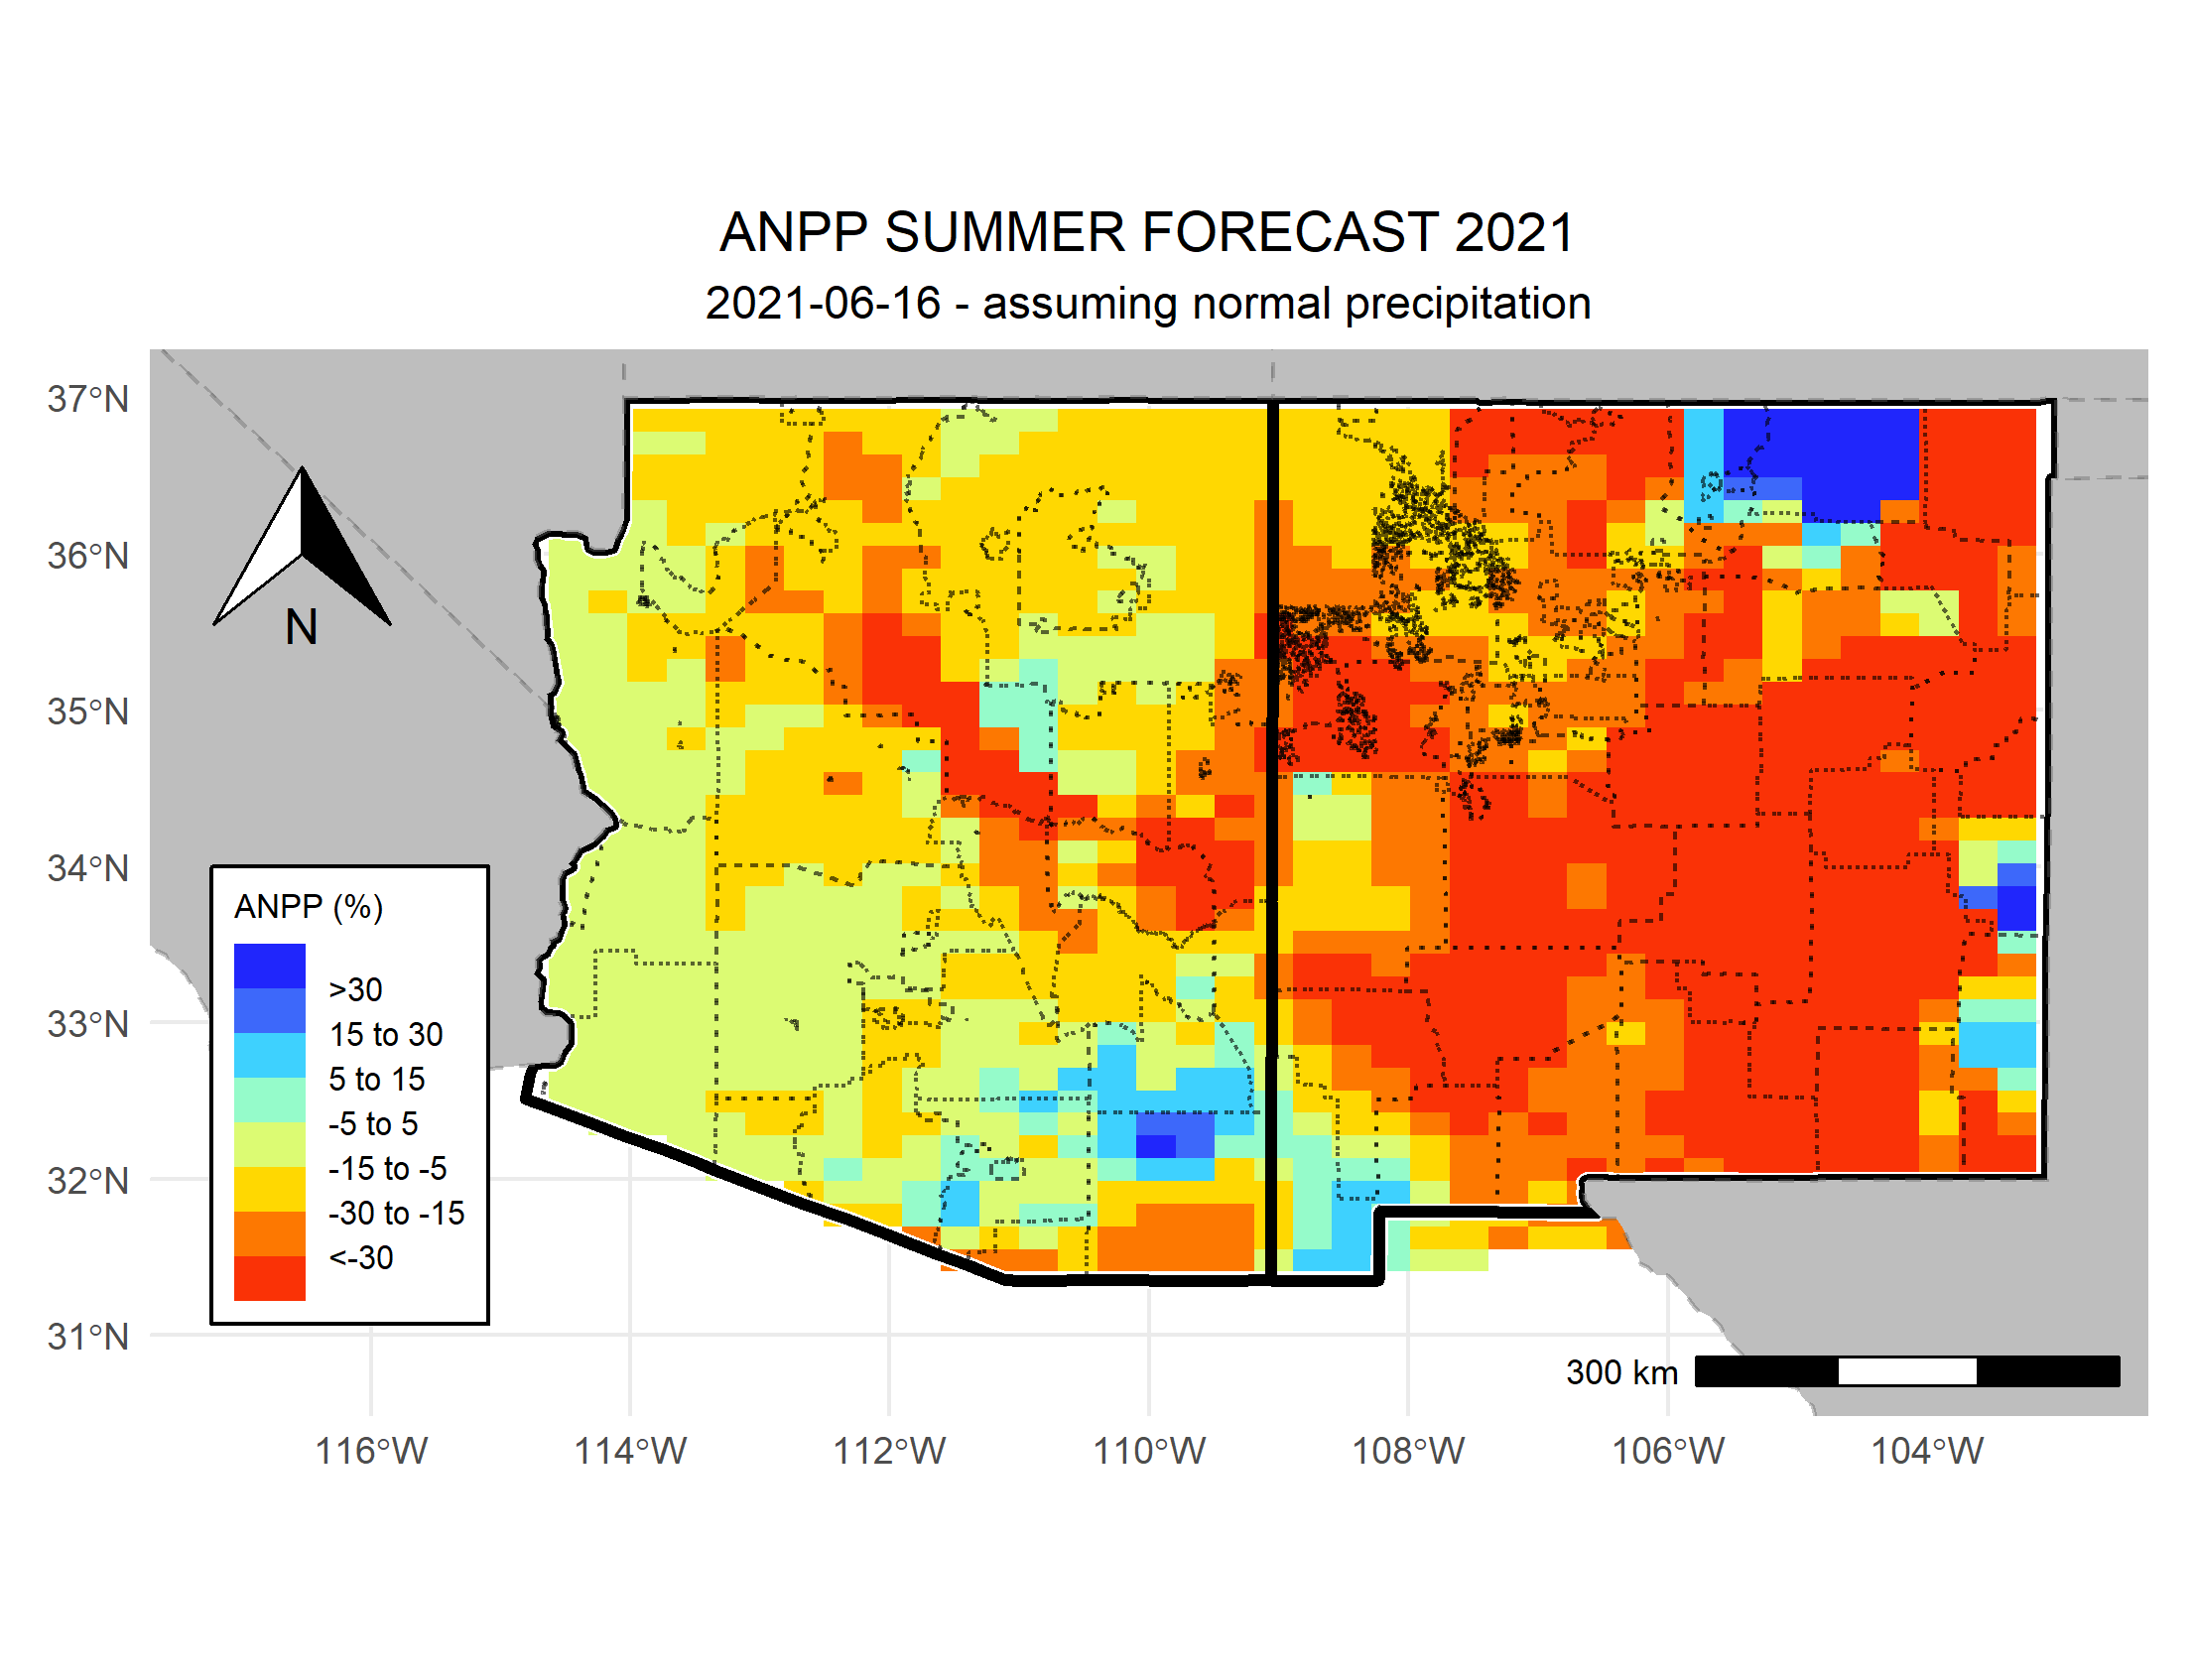 ANPP SUMMER FORECAST 2021
2021-06-16 - assuming normal precipitation
37°N
36°N
35°N
34°N
33°N
32°N
31°N
N
ANPP (%)
>30
15 to 30
5 to 15
-5 to 5
-15 to -5
-30 to -15
<-30
300 km
116°W
114°W
112°W
110°W
108°W
106°W
104°W